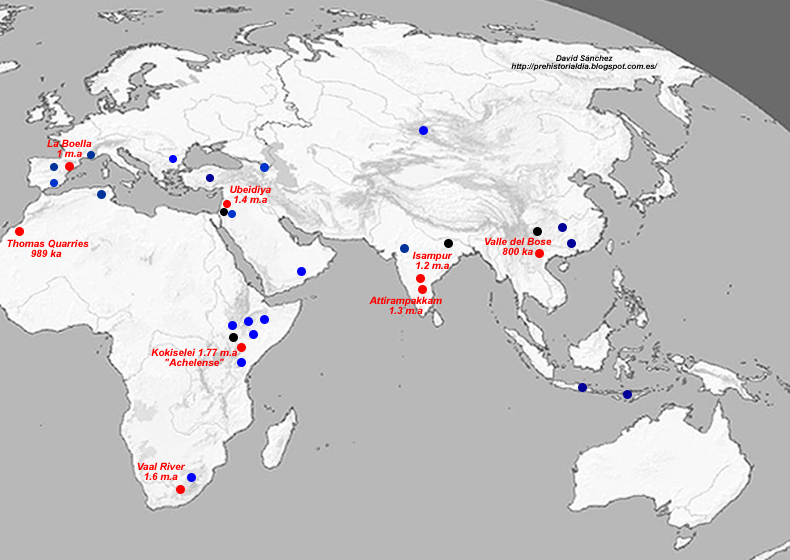 David Sánchez
http://prehistorialdia.blogspot.com.es/
La Boella
1 m.a
Ubeidiya
1.4 m.a
Thomas Quarries
989 ka
Valle del Bose
800 ka
Isampur
1.2 m.a
Attirampakkam
1.3 m.a
Kokiselei 1.77 m.a
"Achelense"
Vaal River
1.6 m.a